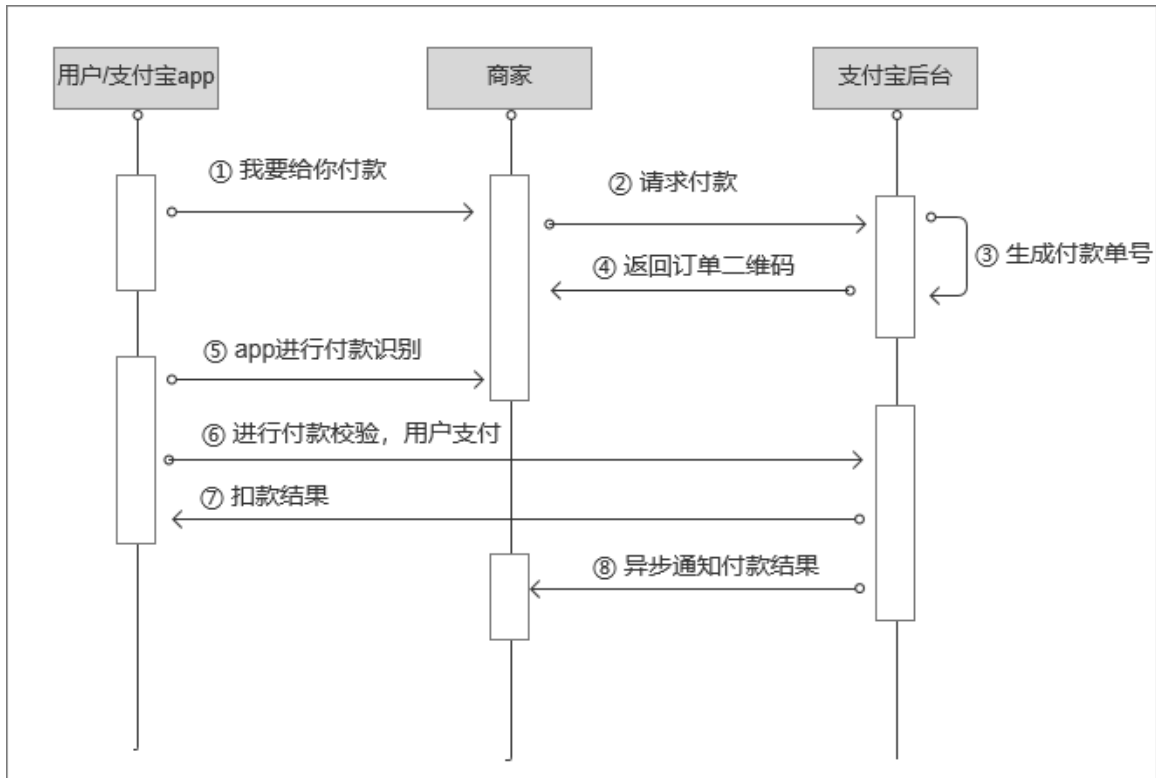 用户/支付宝app
商家
支付宝后台
① 我要给你付款
② 请求付款
③ 生成付款单号
④ 返回订单二维码
⑤ app进行付款识别
⑥ 进行付款校验，用户支付
⑦ 扣款结果
⑧ 异步通知付款结果